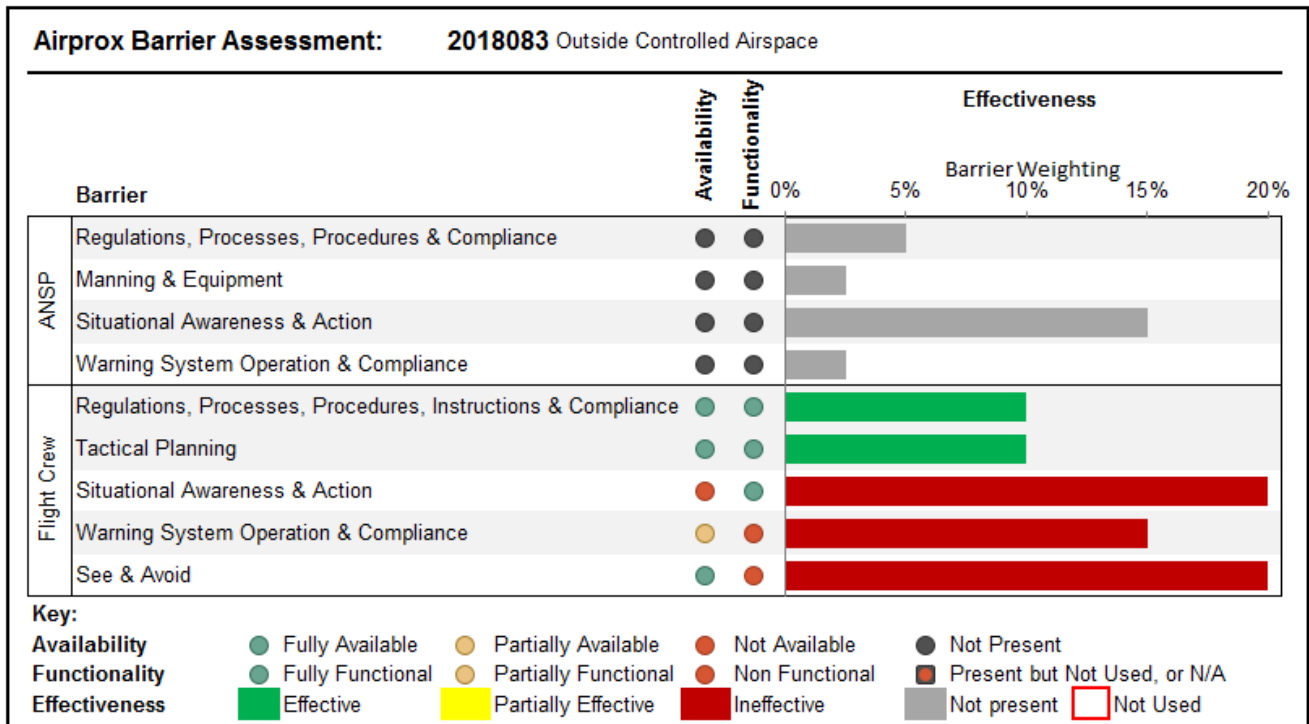 Airprox Barrier Assessment: 2018083 Outside Controlled Airspace
Availability
Functionality
Effectiveness
Barrier Weighting
Barrier
0% 5% 10% 15% 20%
ANSP
Regulations, Processes, Procedures & Compliance
Manning & Equipment
Situational Awareness & Action
Warning System Operation & Compliance
Flight Crew
Regulations, Processes, Procedures, Instructions & Compliance
Tactical Planning
Situational Awareness & Action
Warning System Operation & Compliance
See & Avoid
Key:
Availability Fully Available Partially Available Not Available Not Present
Functionality Fully Functional Partially Functional Non Functional Present but Not Used, or N/A
Effectiveness Effective Partially Effective Ineffective Not present Not Used